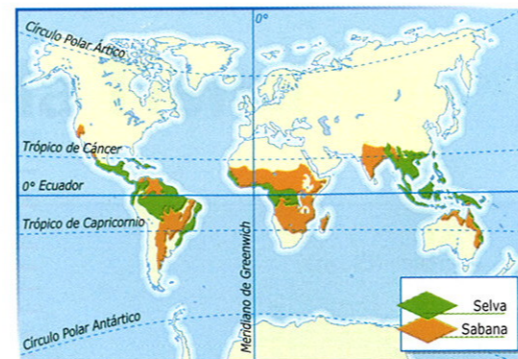 0°
Círculo Polar Ártico
Trópico de Cáncer
0° Ecuador
Trópico de Capricornio
Meridiano de Greenwich
Círculo Polar Antártico
Selva
Sabana